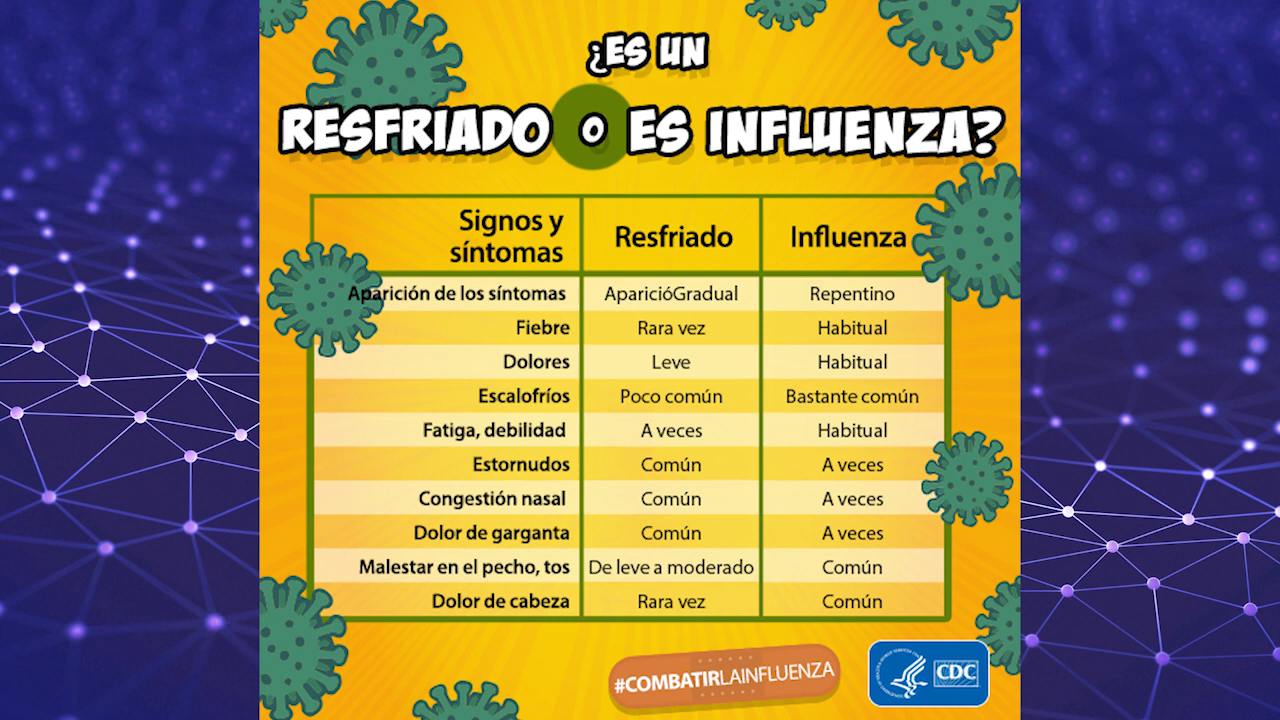 ¿ES UN
RESFRIADO O ES INFLUENZA?
Signos y síntomas Resfriado Influenza
Aparición de los síntomas AparicióGradual Repentino
Fiebre Rara vez Habitual
Dolores Leve Habitual
Escalofríos Poco común Bastante común
Fatiga, debilidad A veces Habitual
Estornudos Común A veces
Congestión nasal Común A veces
Dolor de garganta Común A veces
Malestar en el pecho, tos De leve a moderado Común
Dolor de cabeza Rara vez Común
#COMBATIRLAINFLUENZA
CDC